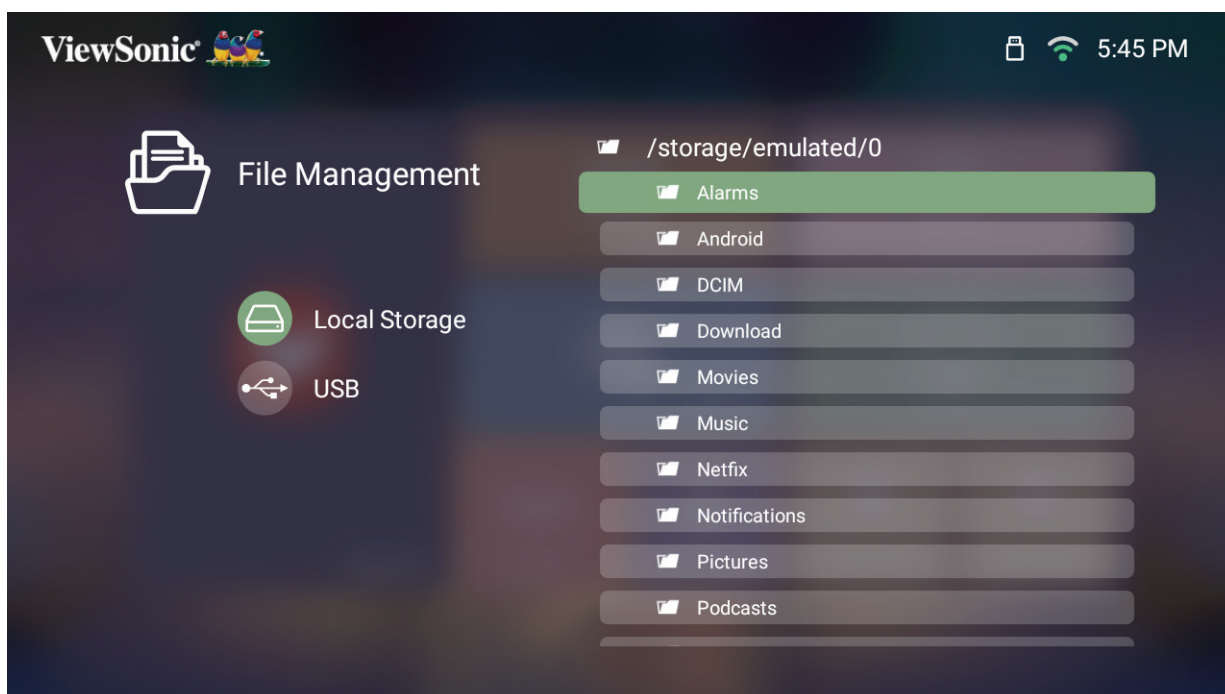 ViewSonic
5:45 PM
File Management
Local Storage
USB
/storage/emulated/0
Alarms
Android
DCIM
Download
Movies
Music
Netfix
Notifications
Pictures
Podcasts